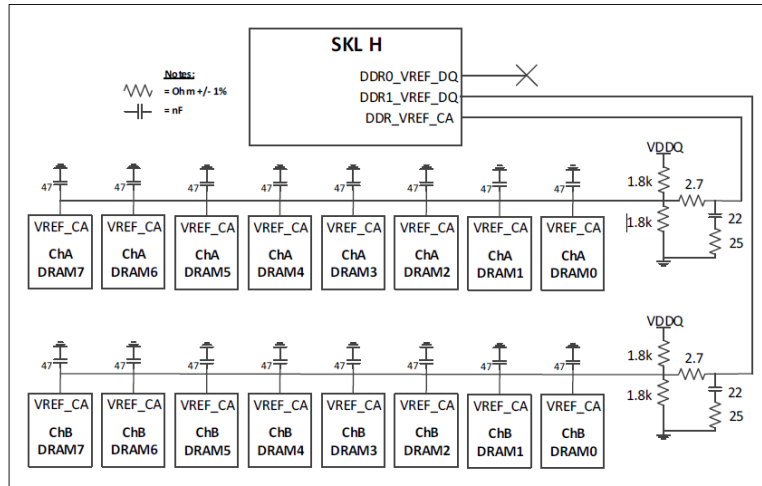 SKL H
Notes:
= Ohm +/- 1%
= nF
DDR0_VREF_DQ
DDR1_VREF_DQ
DDR_VREF_CA
VDDQ
47 47 47 47 47 47 47 47
1.8k 2.7
1.8k 22
25
VREF_CA VREF_CA VREF_CA VREF_CA VREF_CA VREF_CA VREF_CA VREF_CA
ChA ChA ChA ChA ChA ChA ChA ChA
DRAM7 DRAM6 DRAM5 DRAM4 DRAM3 DRAM2 DRAM1 DRAM0
VDDQ
47 47 47 47 47 47 47 47
1.8k 2.7
1.8k 22
25
VREF_CA VREF_CA VREF_CA VREF_CA VREF_CA VREF_CA VREF_CA VREF_CA
ChB ChB ChB ChB ChB ChB ChB ChB
DRAM7 DRAM6 DRAM5 DRAM4 DRAM3 DRAM2 DRAM1 DRAM0